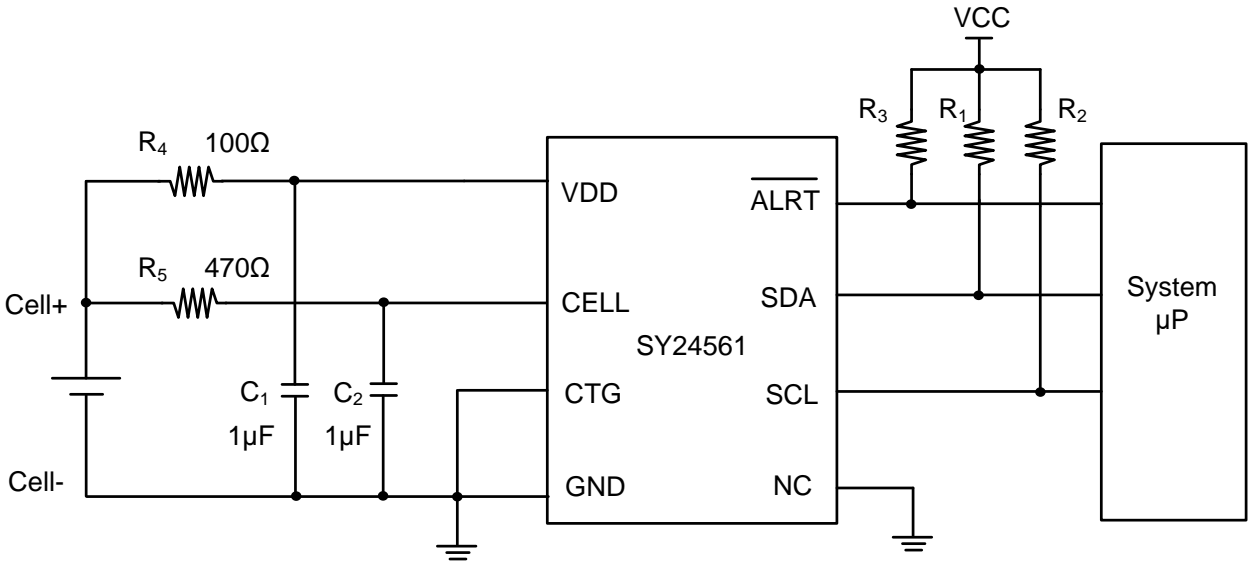 VCC
R₃
R₁
R₂
R₄ 100Ω
VDD
ALRT
R₅ 470Ω
Cell+
CELL
SDA
System
µP
SY24561
C₁
1µF
C₂
1µF
CTG
SCL
Cell-
GND
NC